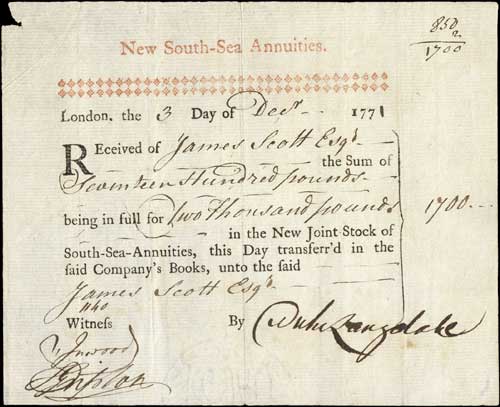 850
2
1700
New South-Sea Annuities.
London, the 3 Day of Decr 1771
Received of James Scott Esqr
the Sum of
Seventeen Hundred pounds
being in full for Two thousand pounds
1700
in the New Joint-Stock of
South-Sea-Annuities, this Day transferr'd in the
said Company's Books, unto the said
James Scott Esqr
Witness By
Inwood